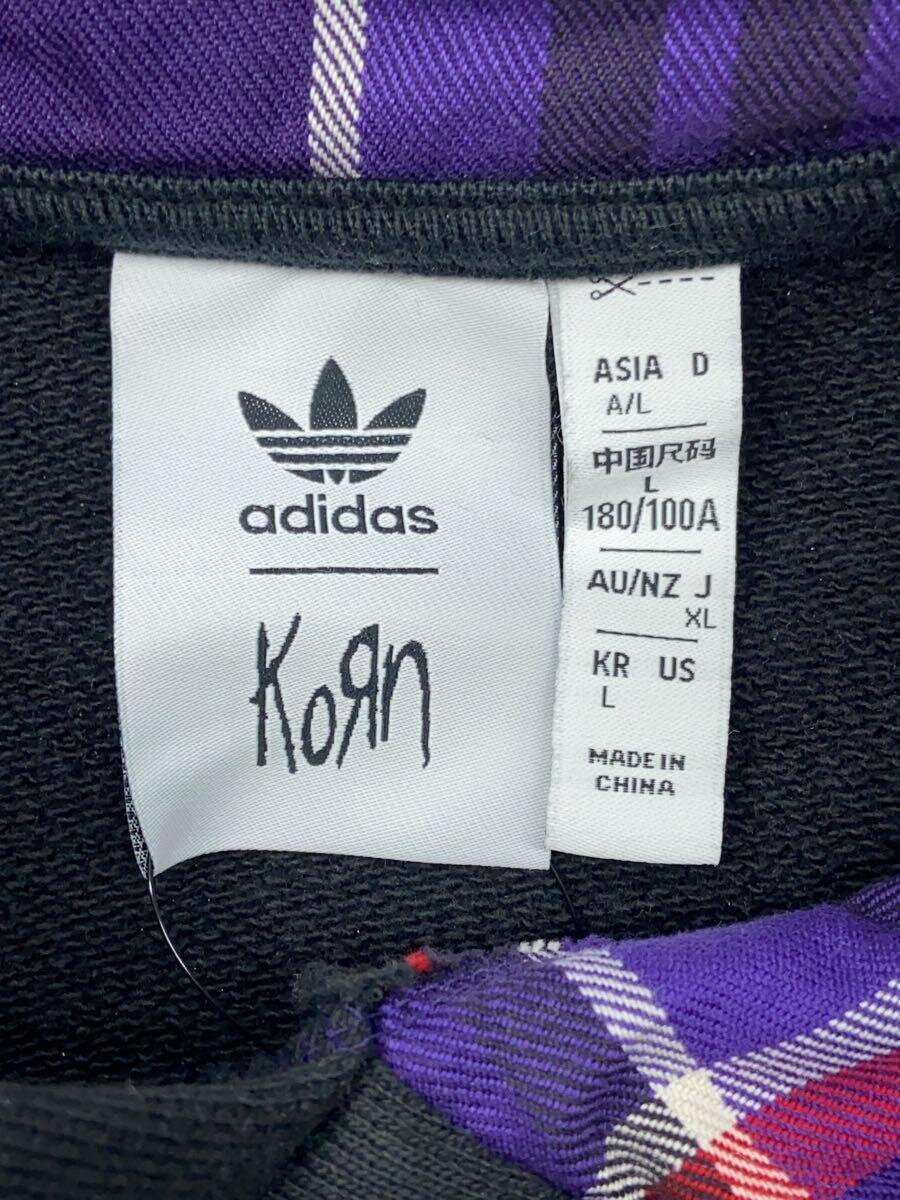 adidas
KoЯn
ASIA D
A/L
中国尺码
L
180/100A
AU/NZ J
XL
KR US
L
MADE IN
CHINA